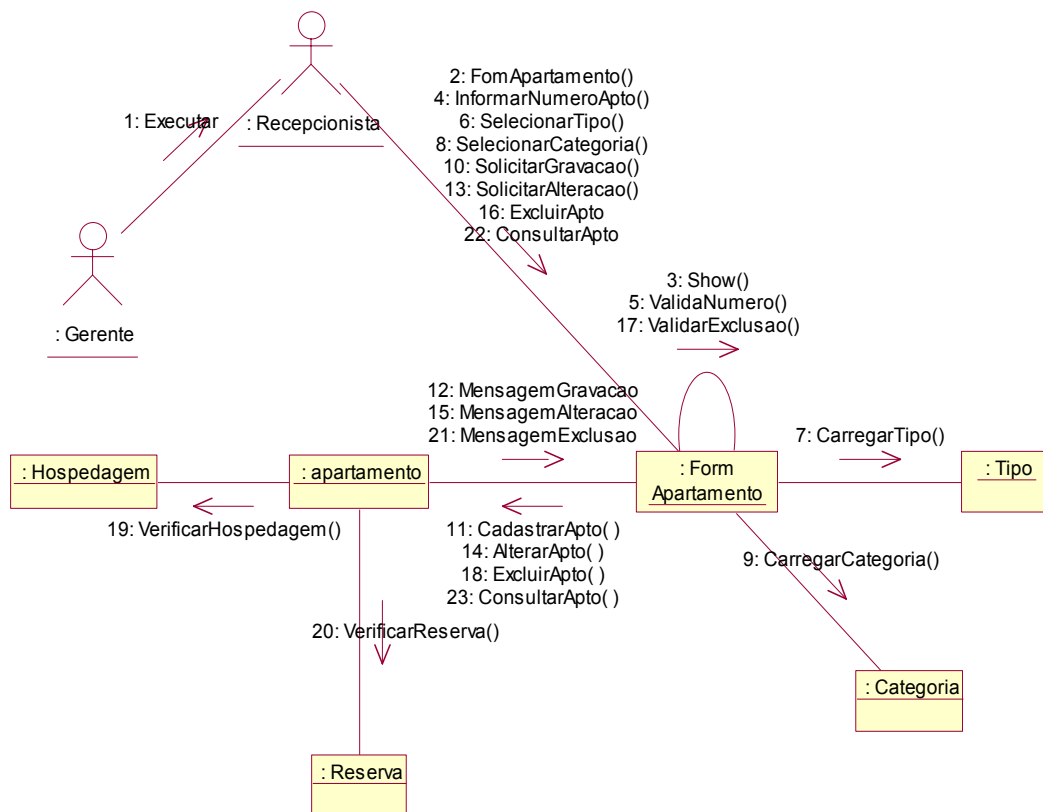 2: FomApartamento()
4: InformarNumeroApto()
6: SelecionarTipo()
8: SelecionarCategoria()
10: SolicitarGravacao()
13: SolicitarAlteracao()
16: ExcluirApto
22: ConsultarApto
1: Executar
: Recepcionista
: Gerente
3: Show()
5: ValidaNumero()
17: ValidarExclusao()
12: MensagemGravacao
15: MensagemAlteracao
21: MensagemExclusao
7: CarregarTipo()
: Hospedagem
: apartamento
: Form
Apartamento
: Tipo
19: VerificarHospedagem()
11: CadastrarApto( )
14: AlterarApto( )
18: ExcluirApto( )
23: ConsultarApto( )
9: CarregarCategoria()
20: VerificarReserva()
: Categoria
: Reserva